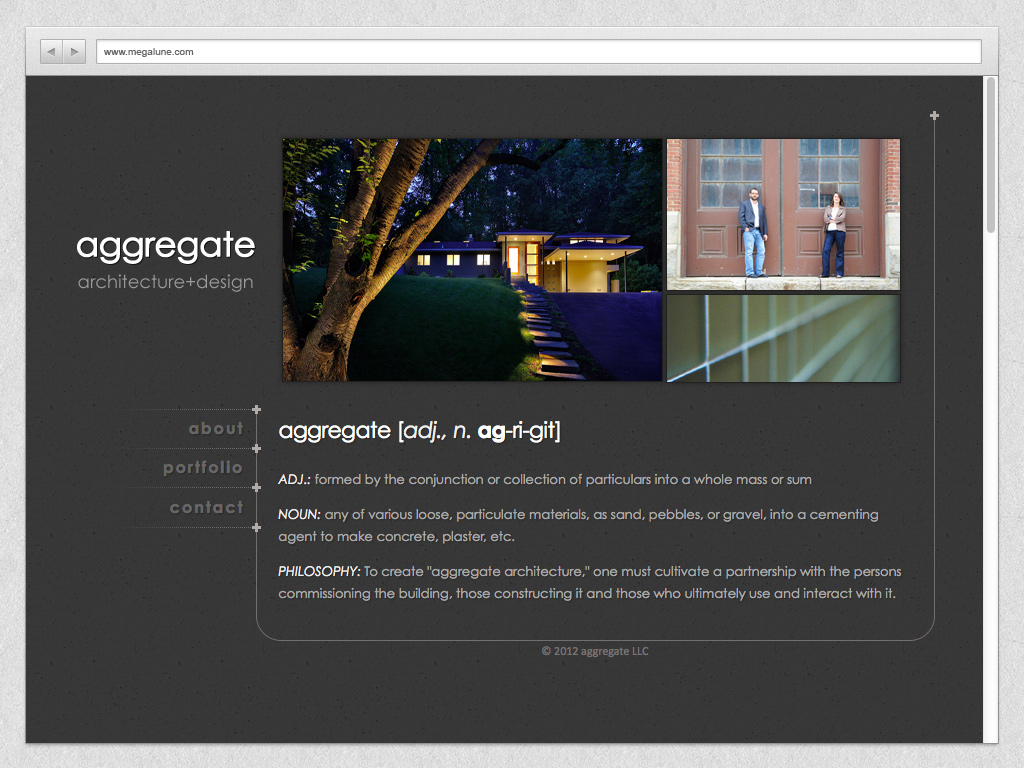 www.megalune.com
aggregate
architecture+design
about
portfolio
contact
aggregate [adj., n. ag-ri-git]
ADJ.: formed by the conjunction or collection of particulars into a whole mass or sum
NOUN: any of various loose, particulate materials, as sand, pebbles, or gravel, into a cementing
agent to make concrete, plaster, etc.
PHILOSOPHY: To create "aggregate architecture," one must cultivate a partnership with the persons
commissioning the building, those constructing it and those who ultimately use and interact with it.
© 2012 aggregate LLC